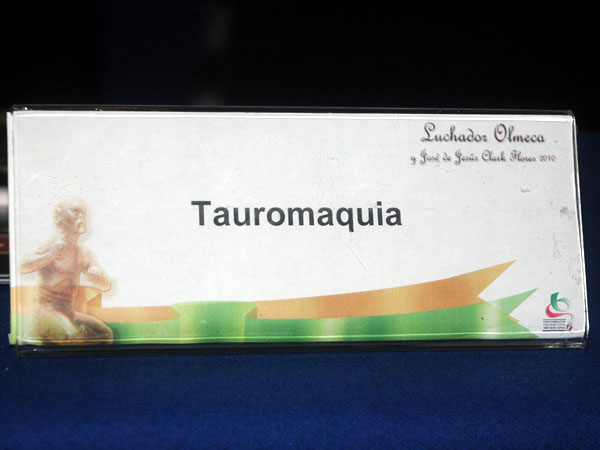 Luchador Olmeca
y José de Jesús Clark Flores 2010
Tauromaquia